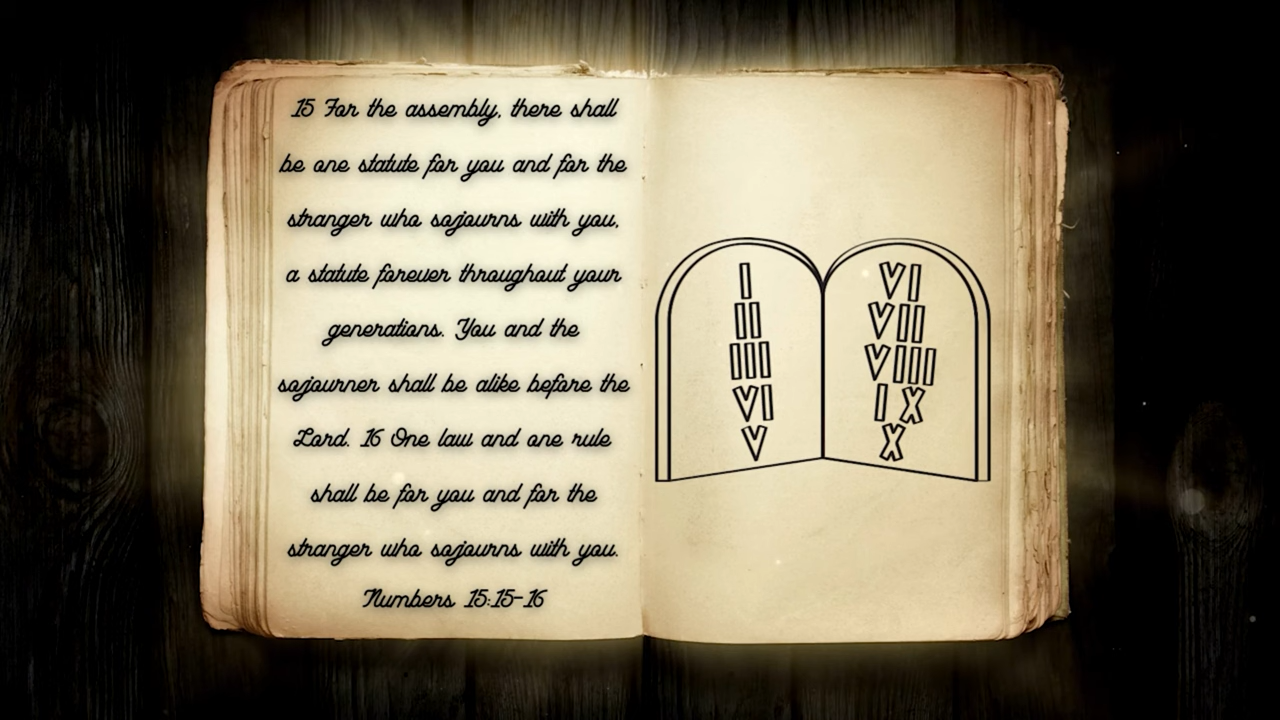 15 For the assembly, there shall
be one statute for you and for the
stranger who sojourns with you,
a statute forever throughout your
generations. You and the
sojourner shall be alike before the
Lord. 16 One law and one rule
shall be for you and for the
stranger who sojourns with you.
Numbers 15:15-16
I
II
III
VI
V
VI
VII
VIII
IX
X